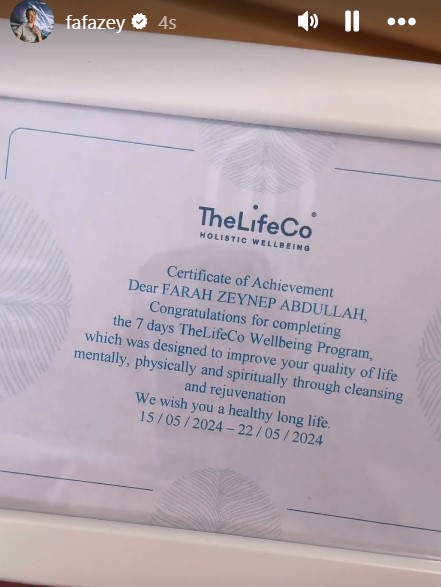 fafazey 4s
TheLifeCo®
HOLISTIC WELLBEING
Certificate of Achievement
Dear FARAH ZEYNEP ABDULLAH,
Congratulations for completing
the 7 days TheLifeCo Wellbeing Program,
which was designed to improve your quality of life
mentally, physically and spiritually through cleansing
and rejuvenation
We wish you a healthy long life.
15 / 05 / 2024 – 22 / 05 / 2024